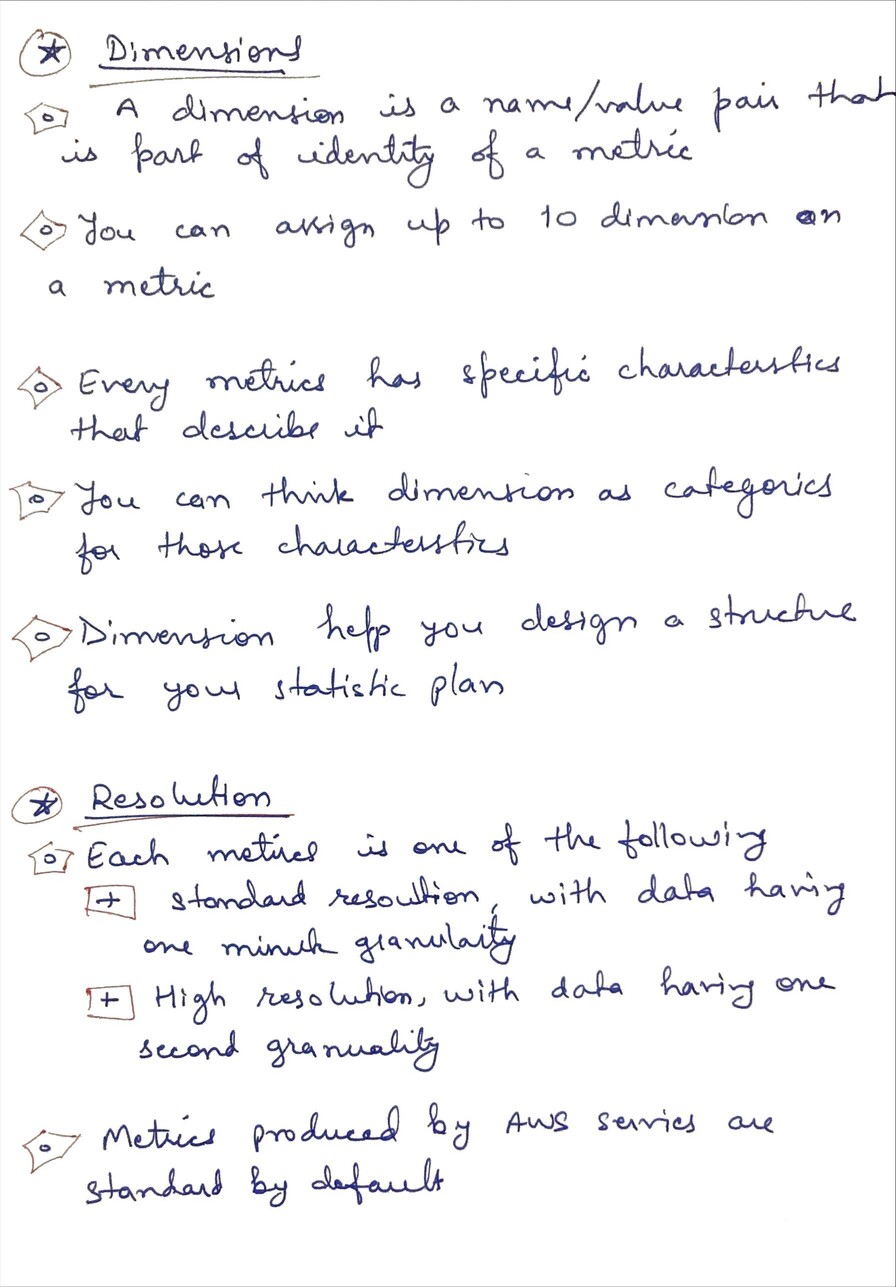 Dimensions
A dimension is a name/value pair that
is part of identity of a metric
You can assign up to 10 dimension on
a metric
Every metrics has specific characterstics
that describe it
You can think dimension as categories
for those characterstics
Dimension help you design a structue
for your statistic plan
Resolution
Each metrics is one of the following
+ standard resoultion, with data having
one minute granulaity
+ High resolution, with data having one
second granuality
Metrics produced by AWS servies are
standard by default